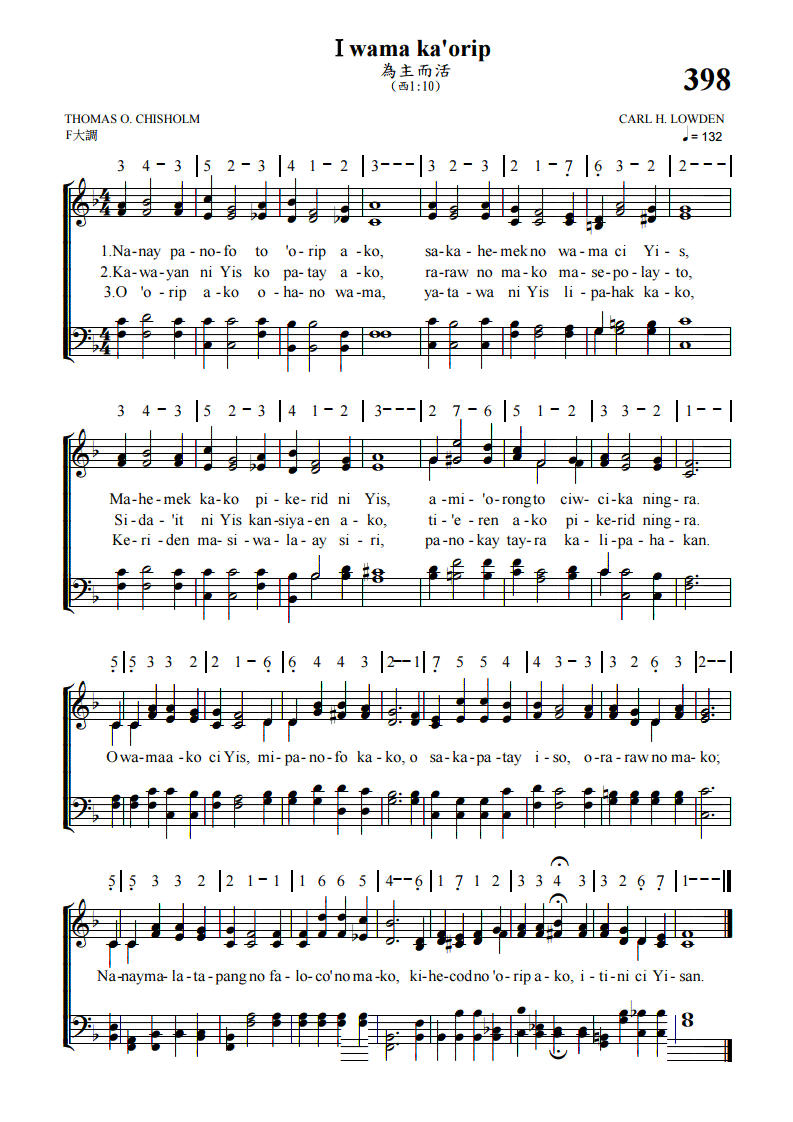 I wama ka'orip
為主而活
(西1:10)
398
THOMAS O. CHISHOLM
CARL H. LOWDEN
F大調
♩ = 132
3 4 - 3 | 5 2 - 3 | 4 1 - 2 | 3 - - - | 3 2 - 3 | 2 1 - 7̣ | 6̣ 3 - 2 | 2 - - - |
1.Na-nay pa-no-fo to 'o-rip a-ko, sa-ka-he-mek no wa-ma ci Yi-s,
2.Ka-wa-yan ni Yis ko pa-tay a-ko, ra-raw no ma-ko ma-se-po-lay-to,
3.O 'o-rip a-ko o-ha-no wa-ma, ya-ta-wa ni Yis li-pa-hak ka-ko,
3 4 - 3 | 5 2 - 3 | 4 1 - 2 | 3 - - - | 2 7 - 6 | 5 1 - 2 | 3 3 - 2 | 1 - - |
Ma-he-mek ka-ko pi-ke-rid ni Yis, a-mi-'o-rong to ciw-ci-ka ning-ra.
Si-da-'it ni Yis kan-siya-en a-ko, ti-'e-ren a-ko pi-ke-rid ning-ra.
Ke-ri-den ma-si-wa-la-ay si-ri, pa-no-kay tay-ra ka-li-pa-ha-kan.
5̣ | 5̣ 3 3 2 | 2 1 - 6̣ | 6̣ 4 4 3 | 2 - - 1 | 7̣ 5 5 4 | 4 3 - 3 | 3 2 6̣ 3 | 2 - - |
O wa-ma a-ko ci Yis, mi-pa-no-fo ka-ko, o sa-ka-pa-tay i-so, o-ra-raw no ma-ko;
5̣ | 5̣ 3 3 2 | 2 1 - 1 | 1 6 6 5 | 4 - - 6̣ | 1 7̣ 1 2 | 3 3 4 3 | 3 2 6̣ 7̣ | 1 - - - ||
Na-nay ma-la-ta-pang no fa-lo-co' no ma-ko, ki-he-cod no 'o-rip a-ko, i-ti-ni ci Yi-san.